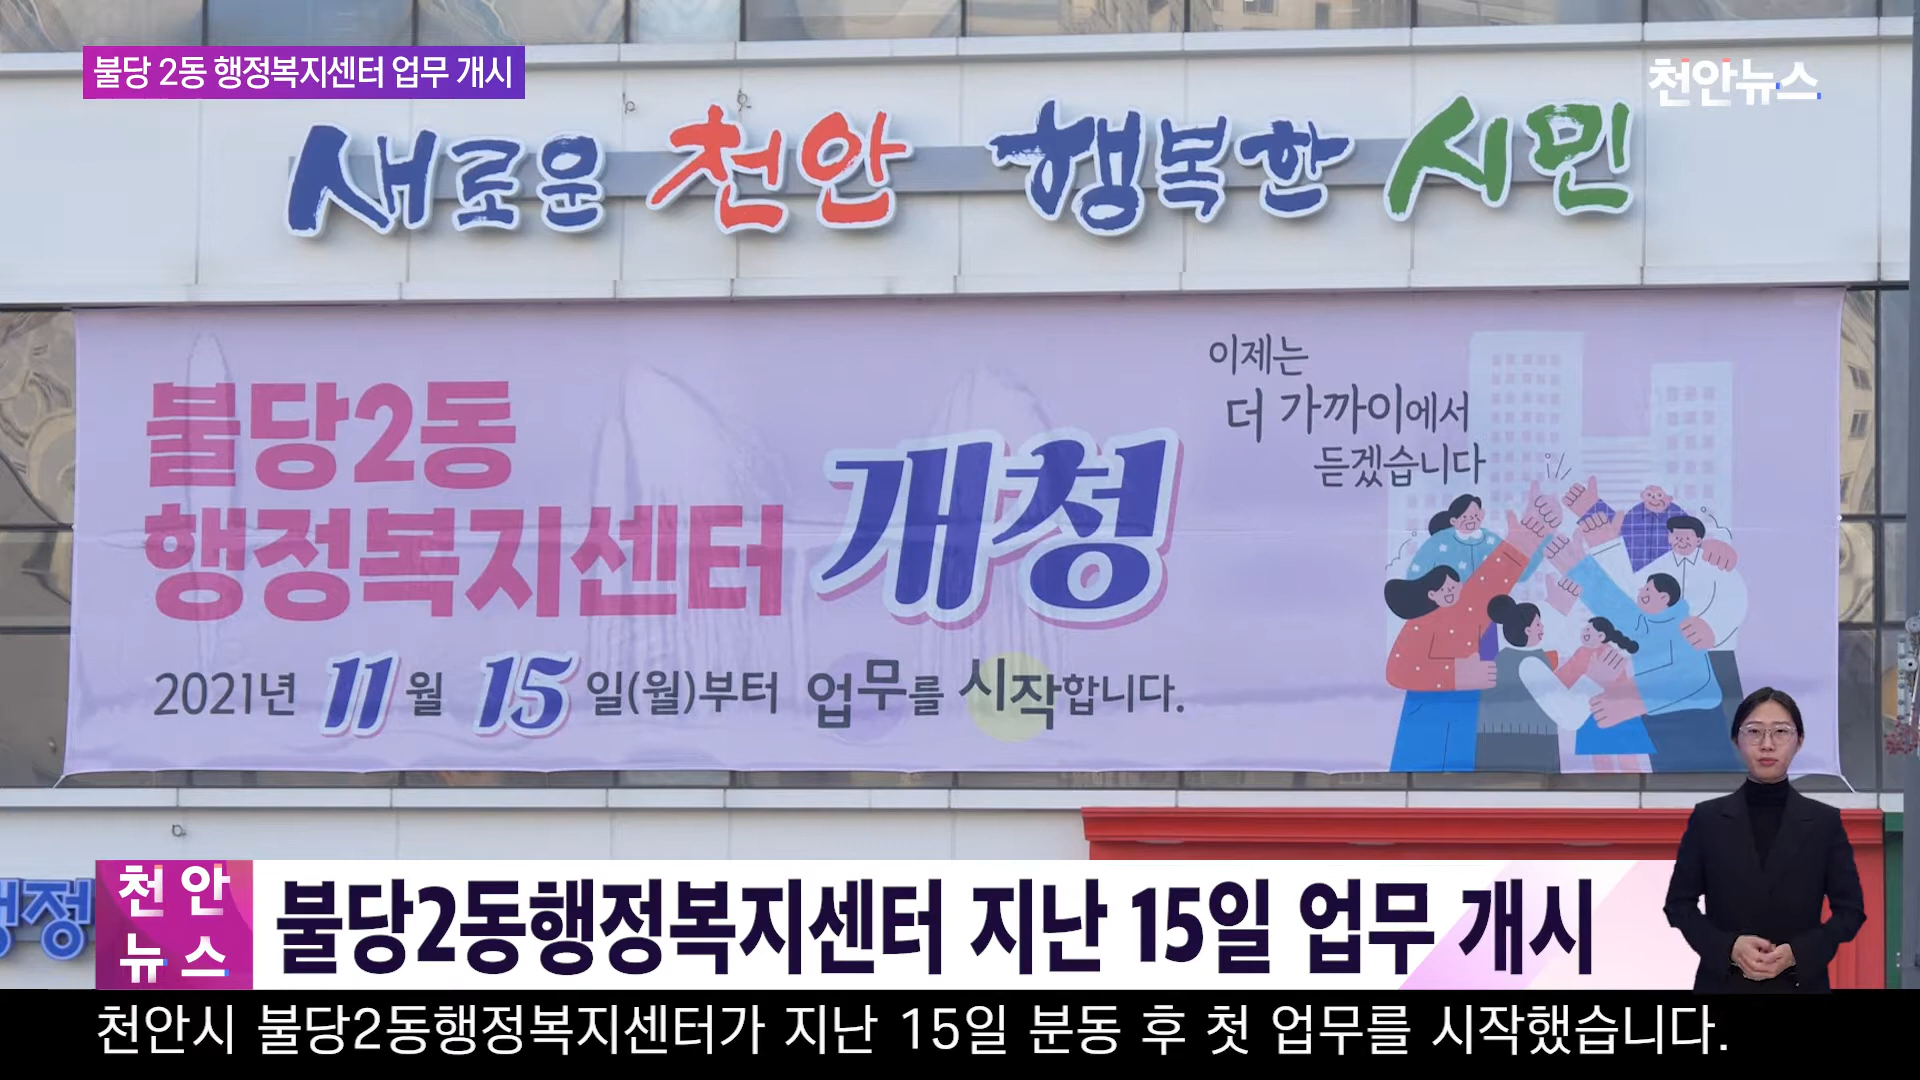 불당 2동 행정복지센터 업무 개시
천안뉴스
새로운 천안 행복한 시민
이제는
더 가까이에서
듣겠습니다
불당2동
행정복지센터 개청
2021년 11월 15일(월)부터 업무를 시작합니다.
행정
천안
뉴스
불당2동행정복지센터 지난 15일 업무 개시
천안시 불당2동행정복지센터가 지난 15일 분동 후 첫 업무를 시작했습니다.